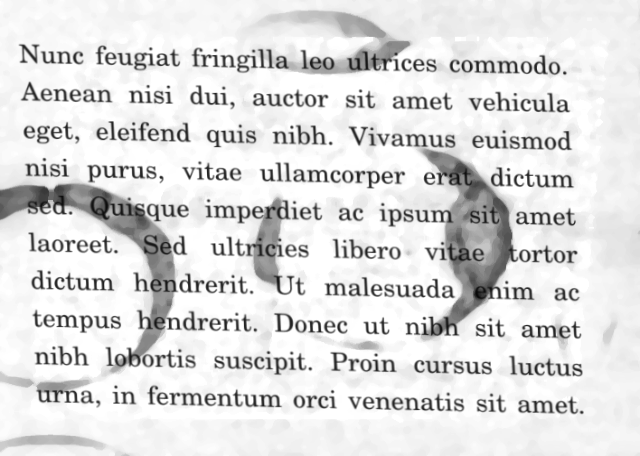 Nunc feugiat fringilla leo ultrices commodo.
Aenean nisi dui, auctor sit amet vehicula
eget, eleifend quis nibh. Vivamus euismod
nisi purus, vitae ullamcorper erat dictum
sed. Quisque imperdiet ac ipsum sit amet
laoreet. Sed ultricies libero vitae tortor
dictum hendrerit. Ut malesuada enim ac
tempus hendrerit. Donec ut nibh sit amet
nibh lobortis suscipit. Proin cursus luctus
urna, in fermentum orci venenatis sit amet.